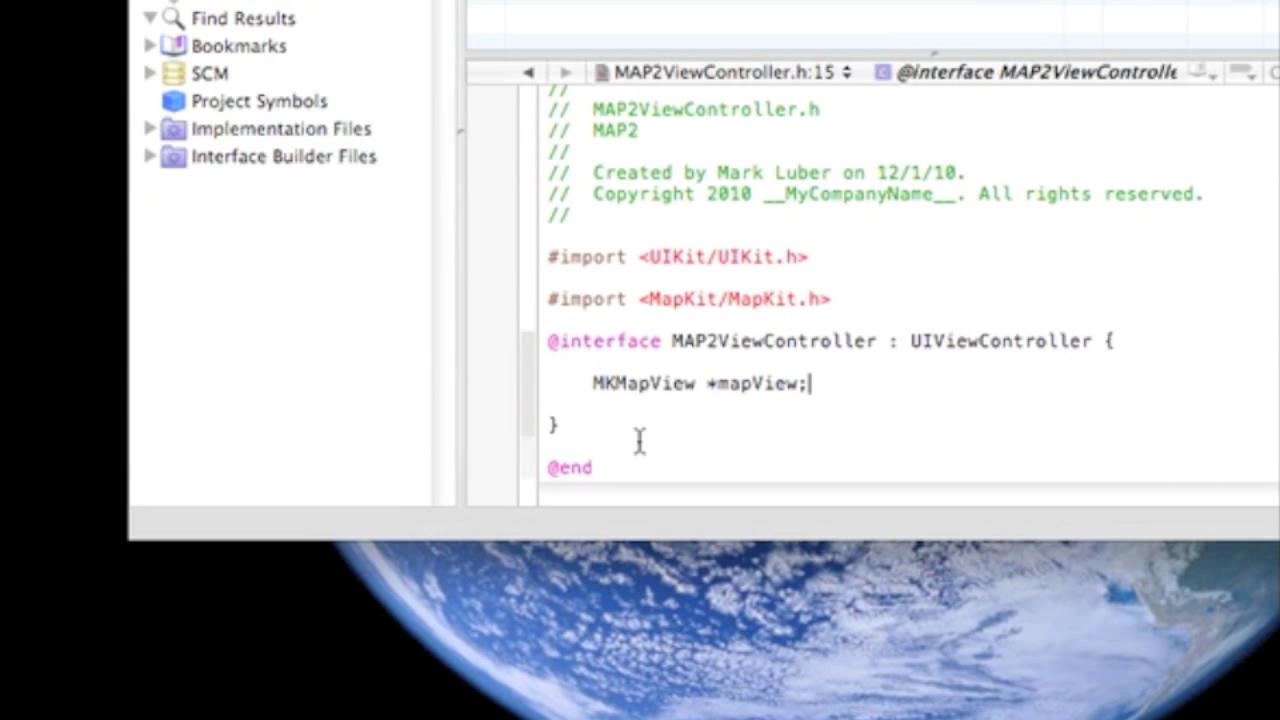 Find Results
Bookmarks
SCM
Project Symbols
Implementation Files
Interface Builder Files
MAP2ViewController.h:15
@interface MAP2ViewControlle
//
// MAP2ViewController.h
// MAP2
//
// Created by Mark Luber on 12/1/10.
// Copyright 2010 __MyCompanyName__. All rights reserved.
//
#import <UIKit/UIKit.h>
#import <MapKit/MapKit.h>
@interface MAP2ViewController : UIViewController {
MKMapView *mapView;
}
@end